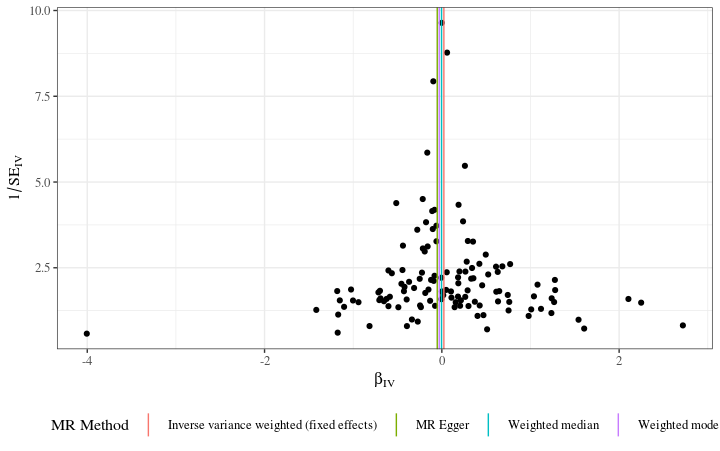 10.0
7.5
5.0
2.5
1/SE_IV
-4
-2
0
2
β_IV
MR Method
Inverse variance weighted (fixed effects)
MR Egger
Weighted median
Weighted mode